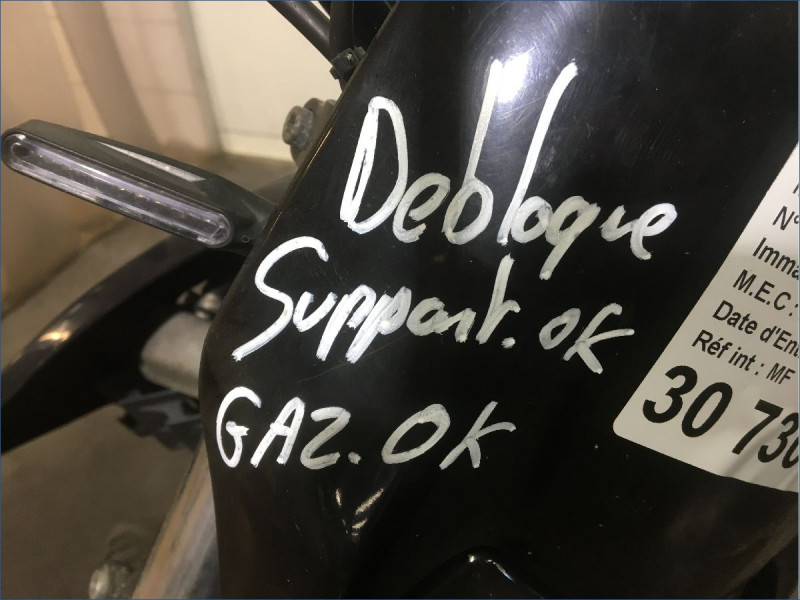 Debloque
Support. OK
GAZ. OK
N°
Imma
M.E.C :
Date d'En
Réf int : MF
30 730